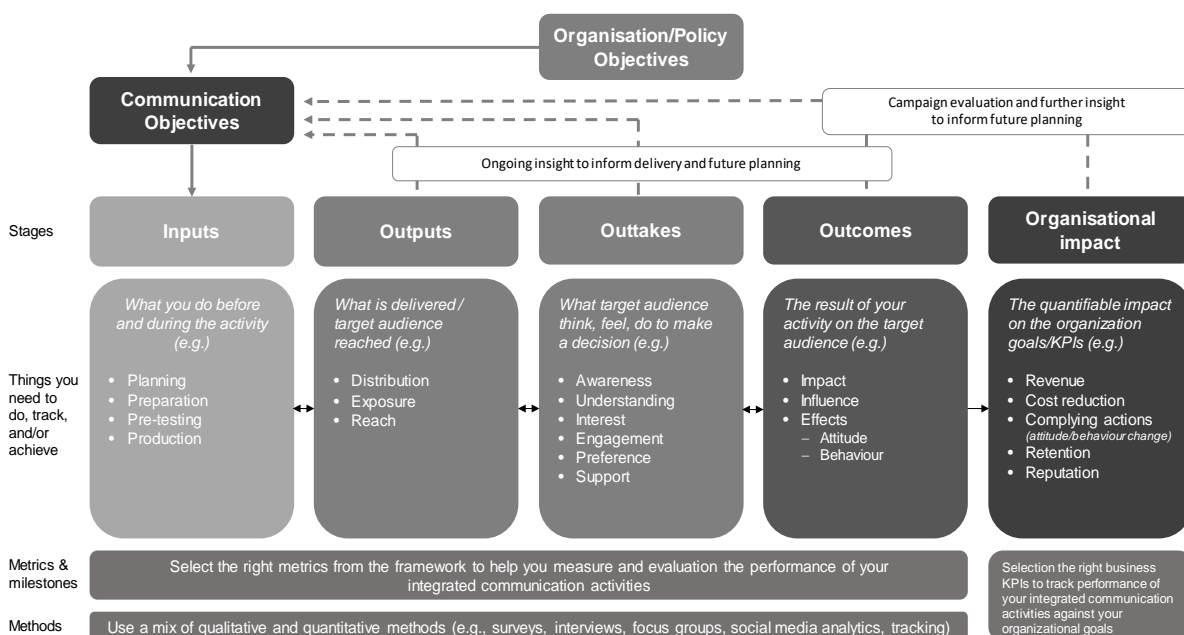 Organisation/Policy
Objectives
Communication
Objectives
Campaign evaluation and further insight
to inform future planning
Ongoing insight to inform delivery and future planning
Stages
Inputs
Outputs
Outtakes
Outcomes
Organisational
impact
Things you
need to
do, track,
and/or
achieve
What you do before
and during the activity
(e.g.)
• Planning
• Preparation
• Pre-testing
• Production
What is delivered /
target audience
reached (e.g.)
• Distribution
• Exposure
• Reach
What target audience
think, feel, do to make
a decision (e.g.)
• Awareness
• Understanding
• Interest
• Engagement
• Preference
• Support
The result of your
activity on the target
audience (e.g.)
• Impact
• Influence
• Effects
– Attitude
– Behaviour
The quantifiable impact
on the organization
goals/KPIs (e.g.)
• Revenue
• Cost reduction
• Complying actions
(attitude/behaviour change)
• Retention
• Reputation
Metrics &
milestones
Select the right metrics from the framework to help you measure and evaluation the performance of your
integrated communication activities
Selection the right business
KPIs to track performance of
your integrated communication
activities against your
organizational goals
Methods
Use a mix of qualitative and quantitative methods (e.g., surveys, interviews, focus groups, social media analytics, tracking)